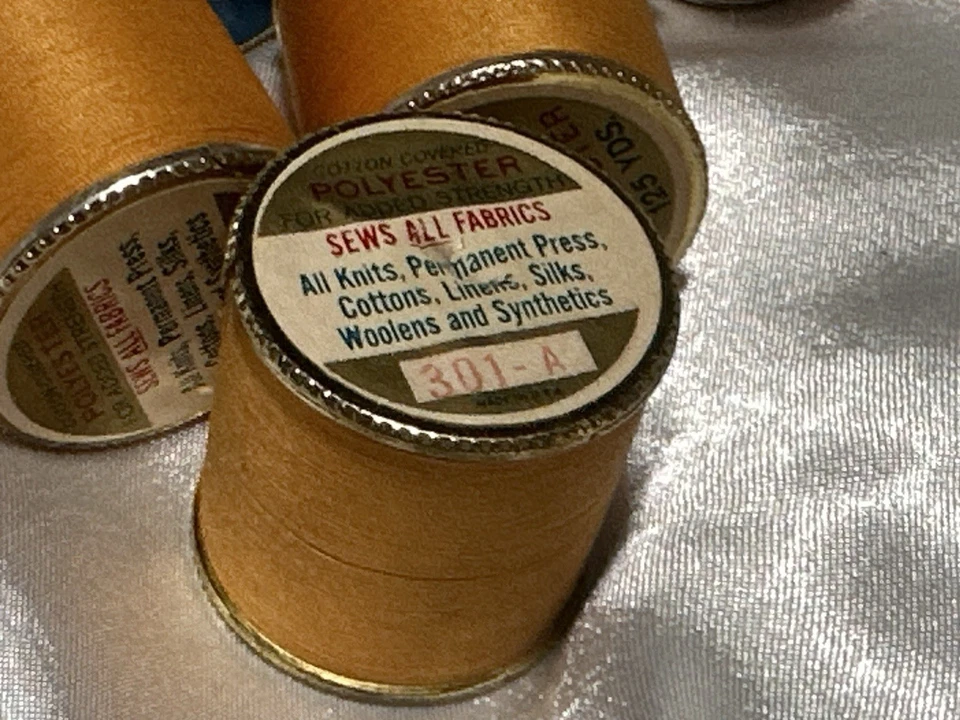 COTTON COVERED
POLYESTER
FOR ADDED STRENGTH
SEWS ALL FABRICS
All Knits, Permanent Press,
Cottons, Linens, Silks,
Woolens and Synthetics
301-A
POLYESTER
SEWS ALL FABRICS
All Knits, Permanent Press,
Linens, Silks,
Synthetics
125 YDS.